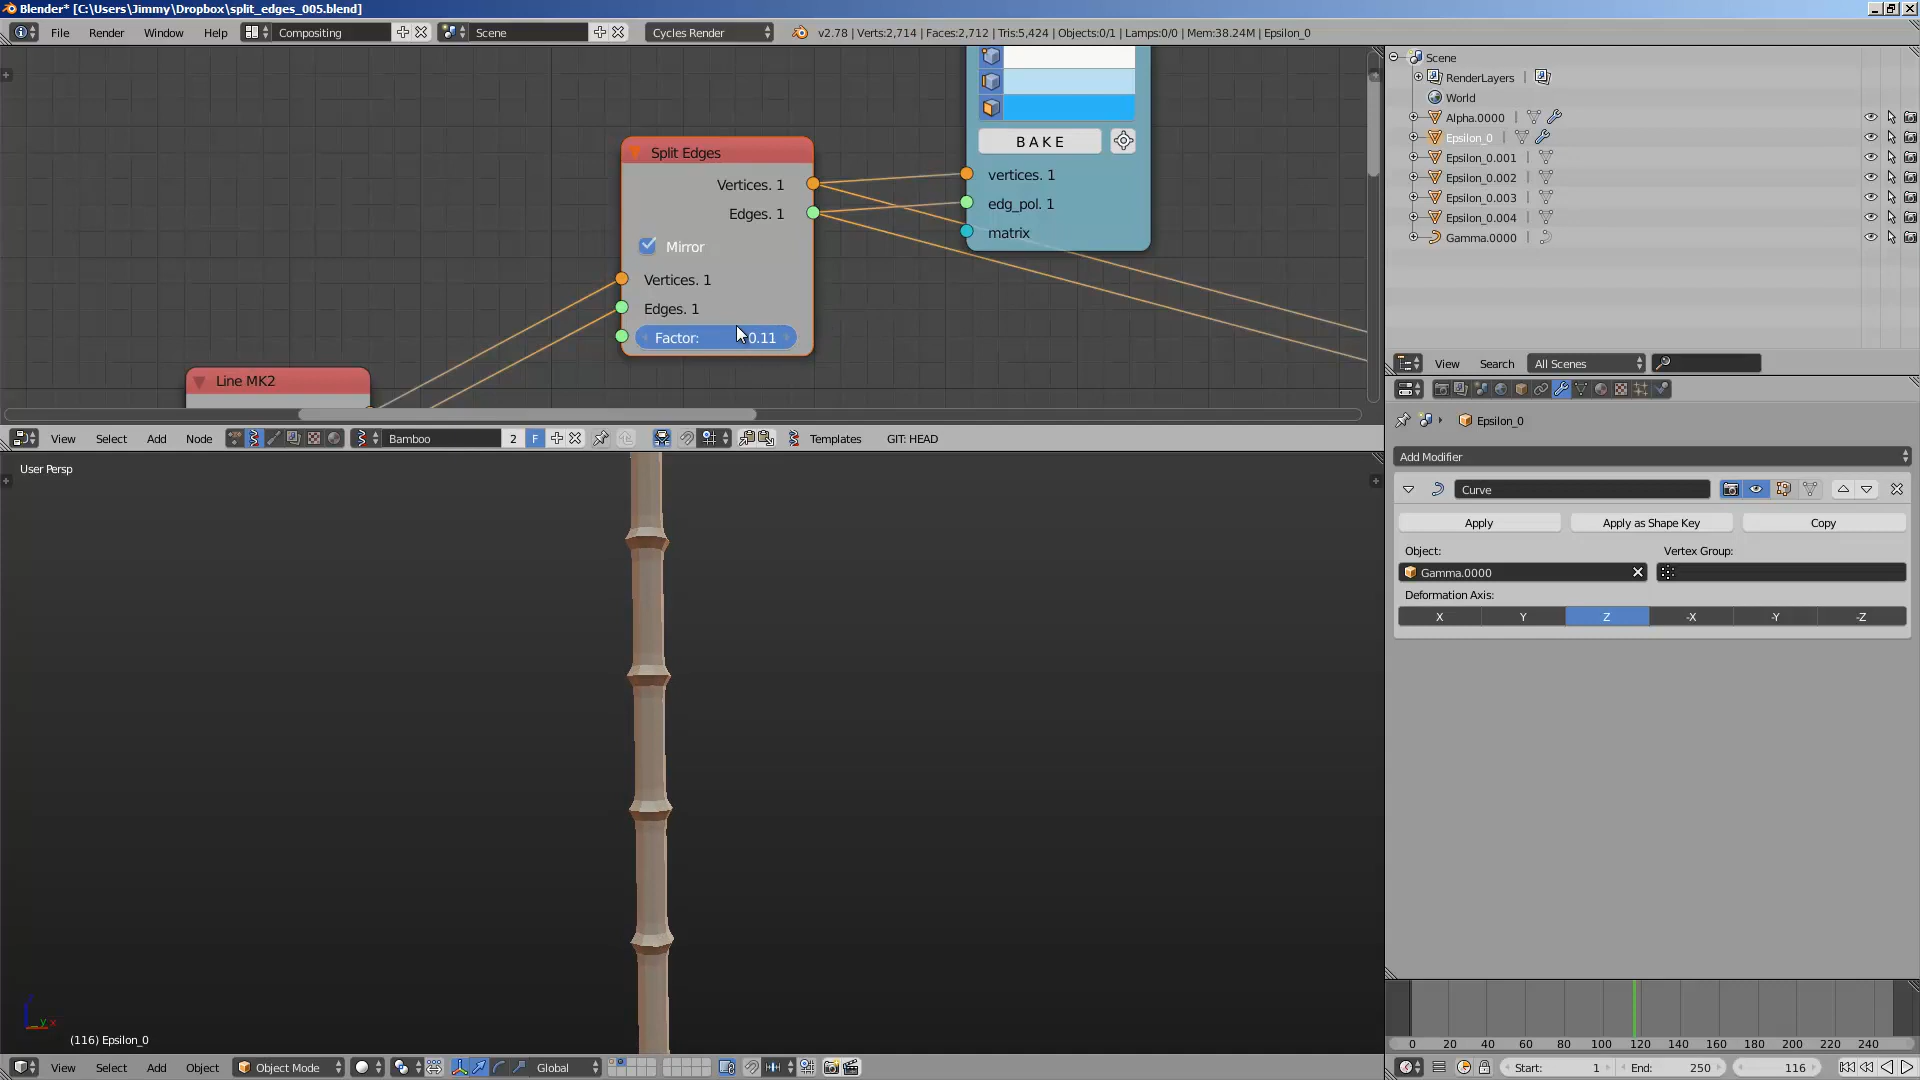 Blender* [C:\Users\Jimmy\Dropbox\split_edges_005.blend]
File Render Window Help Compositing Scene Cycles Render v2.78 | Verts:2,714 | Faces:2,712 | Tris:5,424 | Objects:0/1 | Lamps:0/0 | Mem:38.24M | Epsilon_0
Split Edges
Vertices. 1
Edges. 1
Mirror
Vertices. 1
Edges. 1
Factor: 0.11
Line MK2
BAKE
vertices. 1
edg_pol. 1
matrix
View Select Add Node Bamboo 2 F Templates GIT: HEAD
User Persp
(116) Epsilon_0
View Select Add Object Object Mode Global
Scene
RenderLayers
World
Alpha.0000
Epsilon_0
Epsilon_0.001
Epsilon_0.002
Epsilon_0.003
Epsilon_0.004
Gamma.0000
View Search All Scenes
Epsilon_0
Add Modifier
Curve
Apply Apply as Shape Key Copy
Object: Vertex Group:
Gamma.0000
Deformation Axis:
X Y Z -X -Y -Z
0 20 40 60 80 100 120 140 160 180 200 220 240
Start: 1 End: 250 116